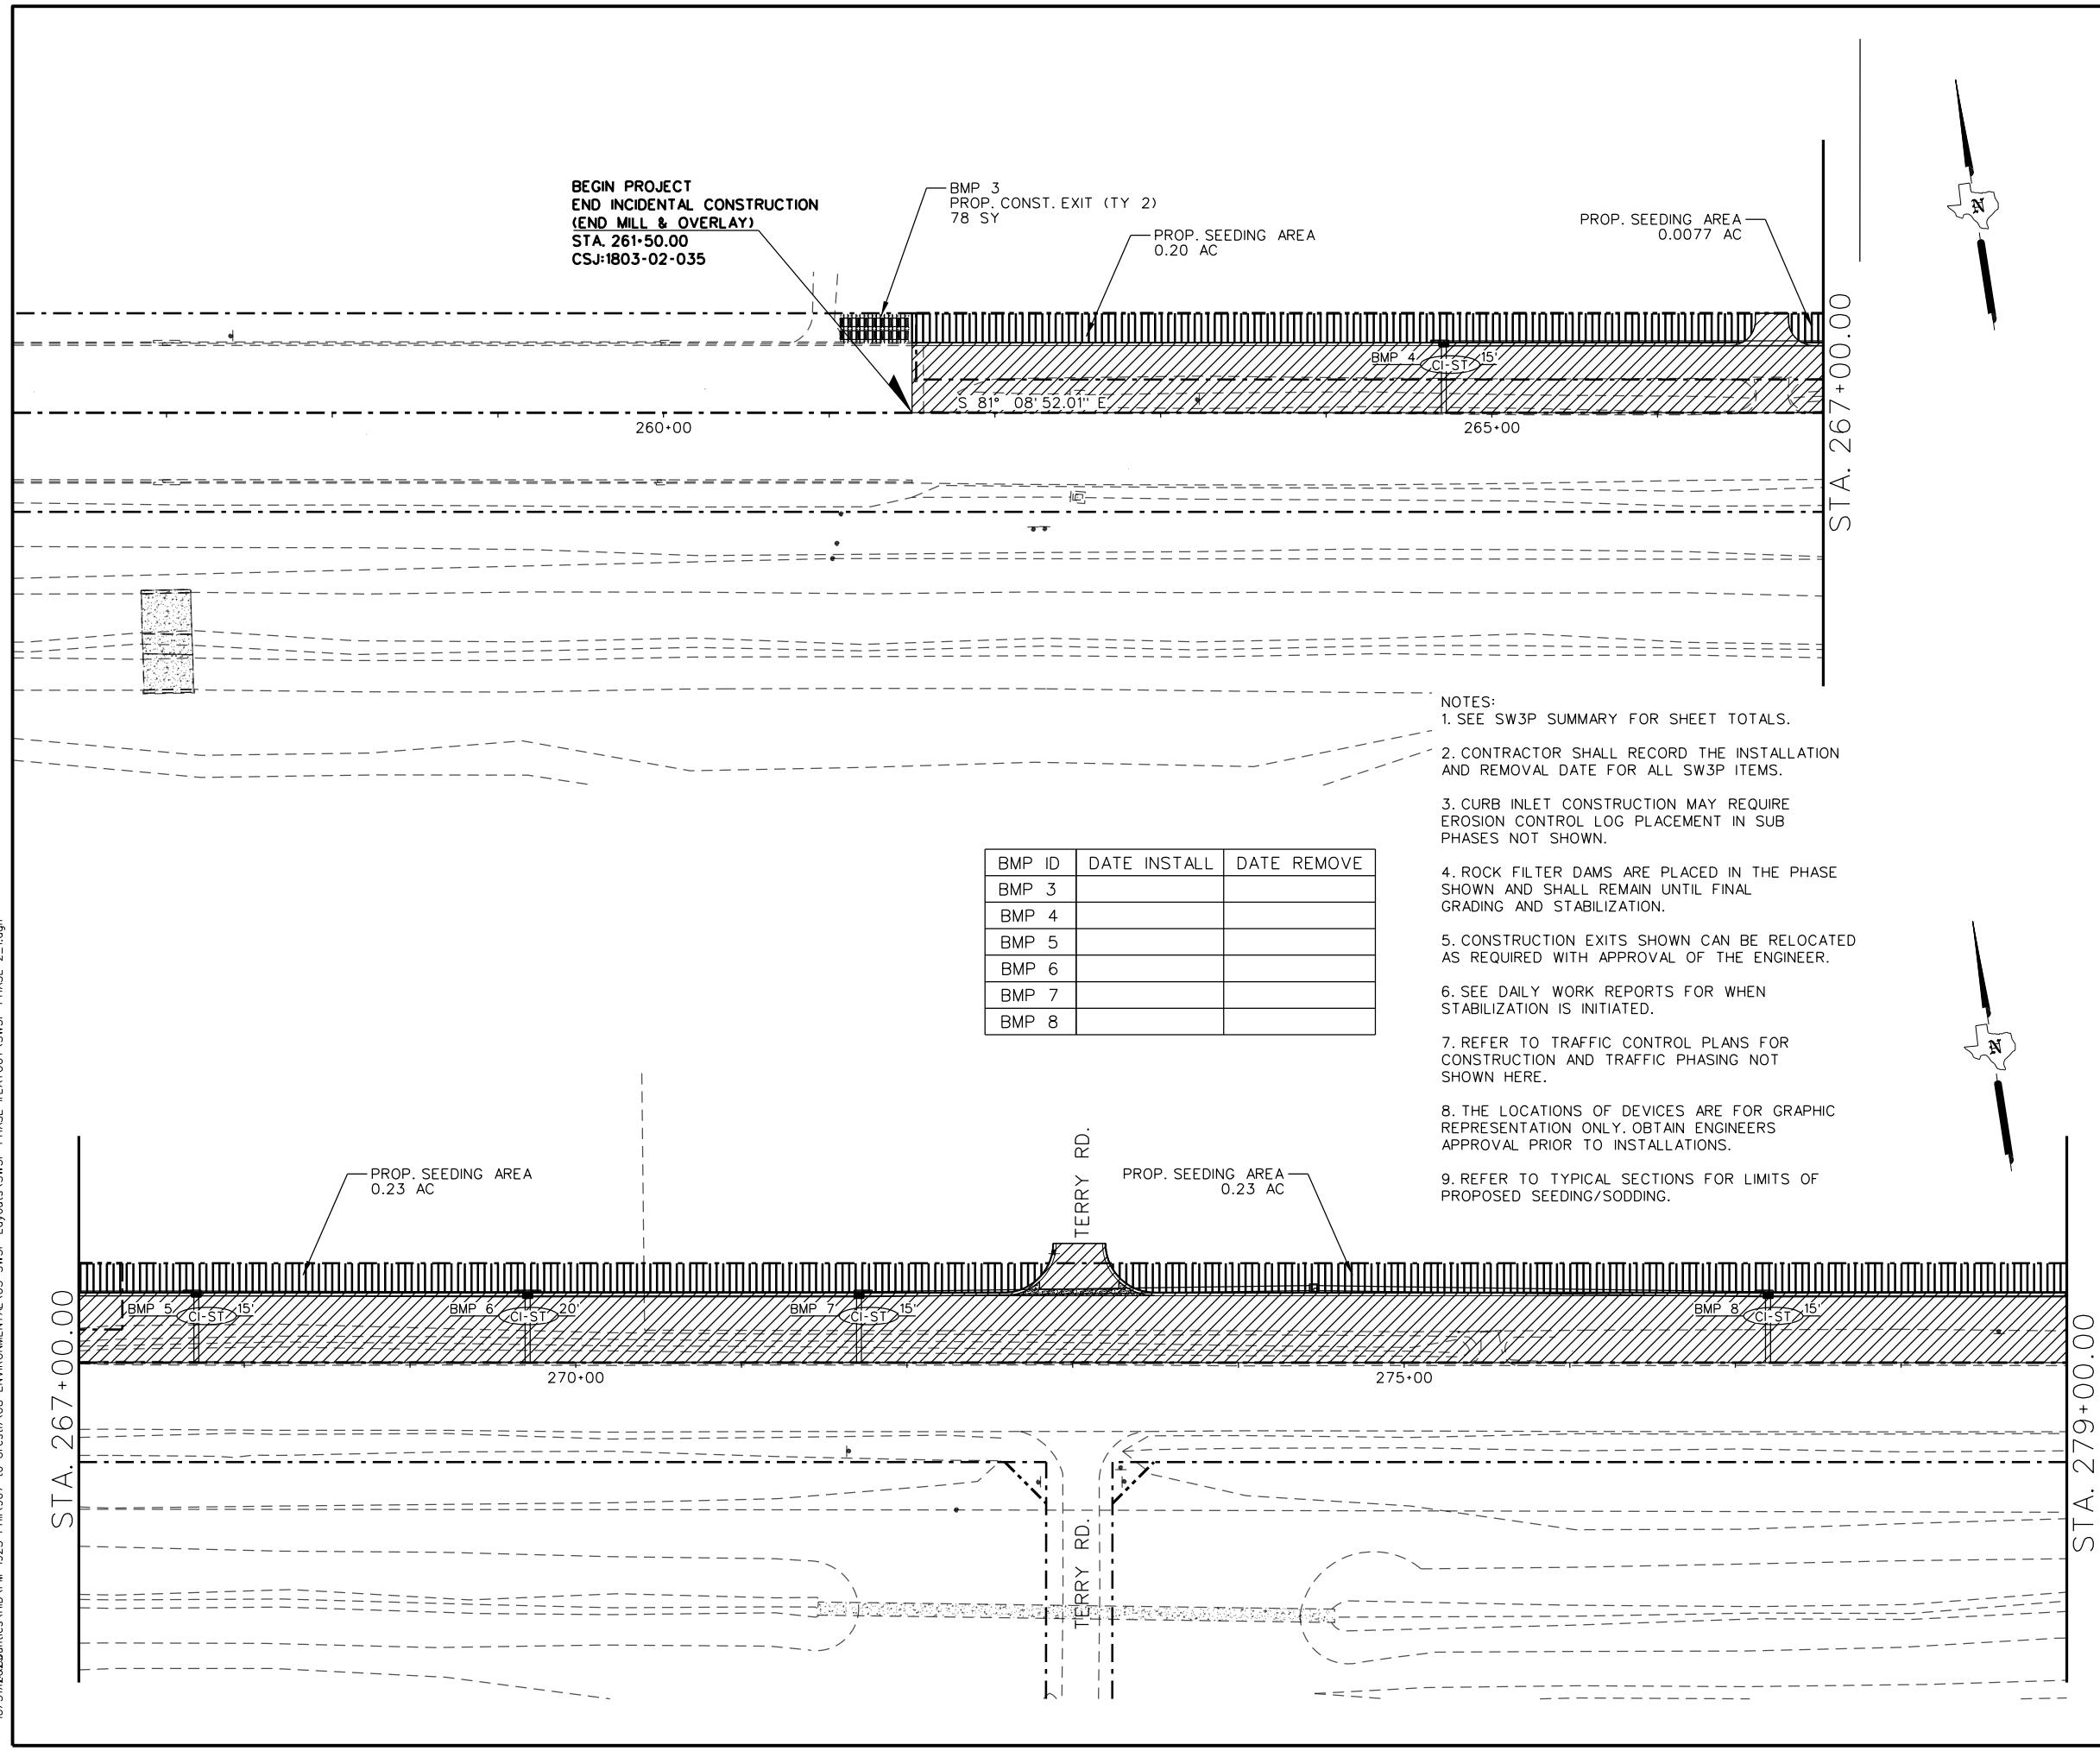 BEGIN PROJECT
END INCIDENTAL CONSTRUCTION
(END MILL & OVERLAY)
STA. 261+50.00
CSJ:1803-02-035
BMP 3
PROP. CONST. EXIT (TY 2)
78 SY
PROP. SEEDING AREA
0.20 AC
PROP. SEEDING AREA
0.0077 AC
BMP 4 CI-ST 15'
S 81° 08' 52.01" E
260+00
265+00
STA. 267+00.00
N
NOTES:
1. SEE SW3P SUMMARY FOR SHEET TOTALS.
2. CONTRACTOR SHALL RECORD THE INSTALLATION
AND REMOVAL DATE FOR ALL SW3P ITEMS.
3. CURB INLET CONSTRUCTION MAY REQUIRE
EROSION CONTROL LOG PLACEMENT IN SUB
PHASES NOT SHOWN.
4. ROCK FILTER DAMS ARE PLACED IN THE PHASE
SHOWN AND SHALL REMAIN UNTIL FINAL
GRADING AND STABILIZATION.
5. CONSTRUCTION EXITS SHOWN CAN BE RELOCATED
AS REQUIRED WITH APPROVAL OF THE ENGINEER.
6. SEE DAILY WORK REPORTS FOR WHEN
STABILIZATION IS INITIATED.
7. REFER TO TRAFFIC CONTROL PLANS FOR
CONSTRUCTION AND TRAFFIC PHASING NOT
SHOWN HERE.
8. THE LOCATIONS OF DEVICES ARE FOR GRAPHIC
REPRESENTATION ONLY. OBTAIN ENGINEERS
APPROVAL PRIOR TO INSTALLATIONS.
9. REFER TO TYPICAL SECTIONS FOR LIMITS OF
PROPOSED SEEDING/SODDING.
BMP ID DATE INSTALL DATE REMOVE
BMP 3
BMP 4
BMP 5
BMP 6
BMP 7
BMP 8
N
PROP. SEEDING AREA
0.23 AC
TERRY RD.
PROP. SEEDING AREA
0.23 AC
STA. 267+00.00
BMP 5 CI-ST 15'
BMP 6 CI-ST 20'
BMP 7 CI-ST 15'
BMP 8 CI-ST 15'
270+00
275+00
TERRY RD.
STA. 279+00.00